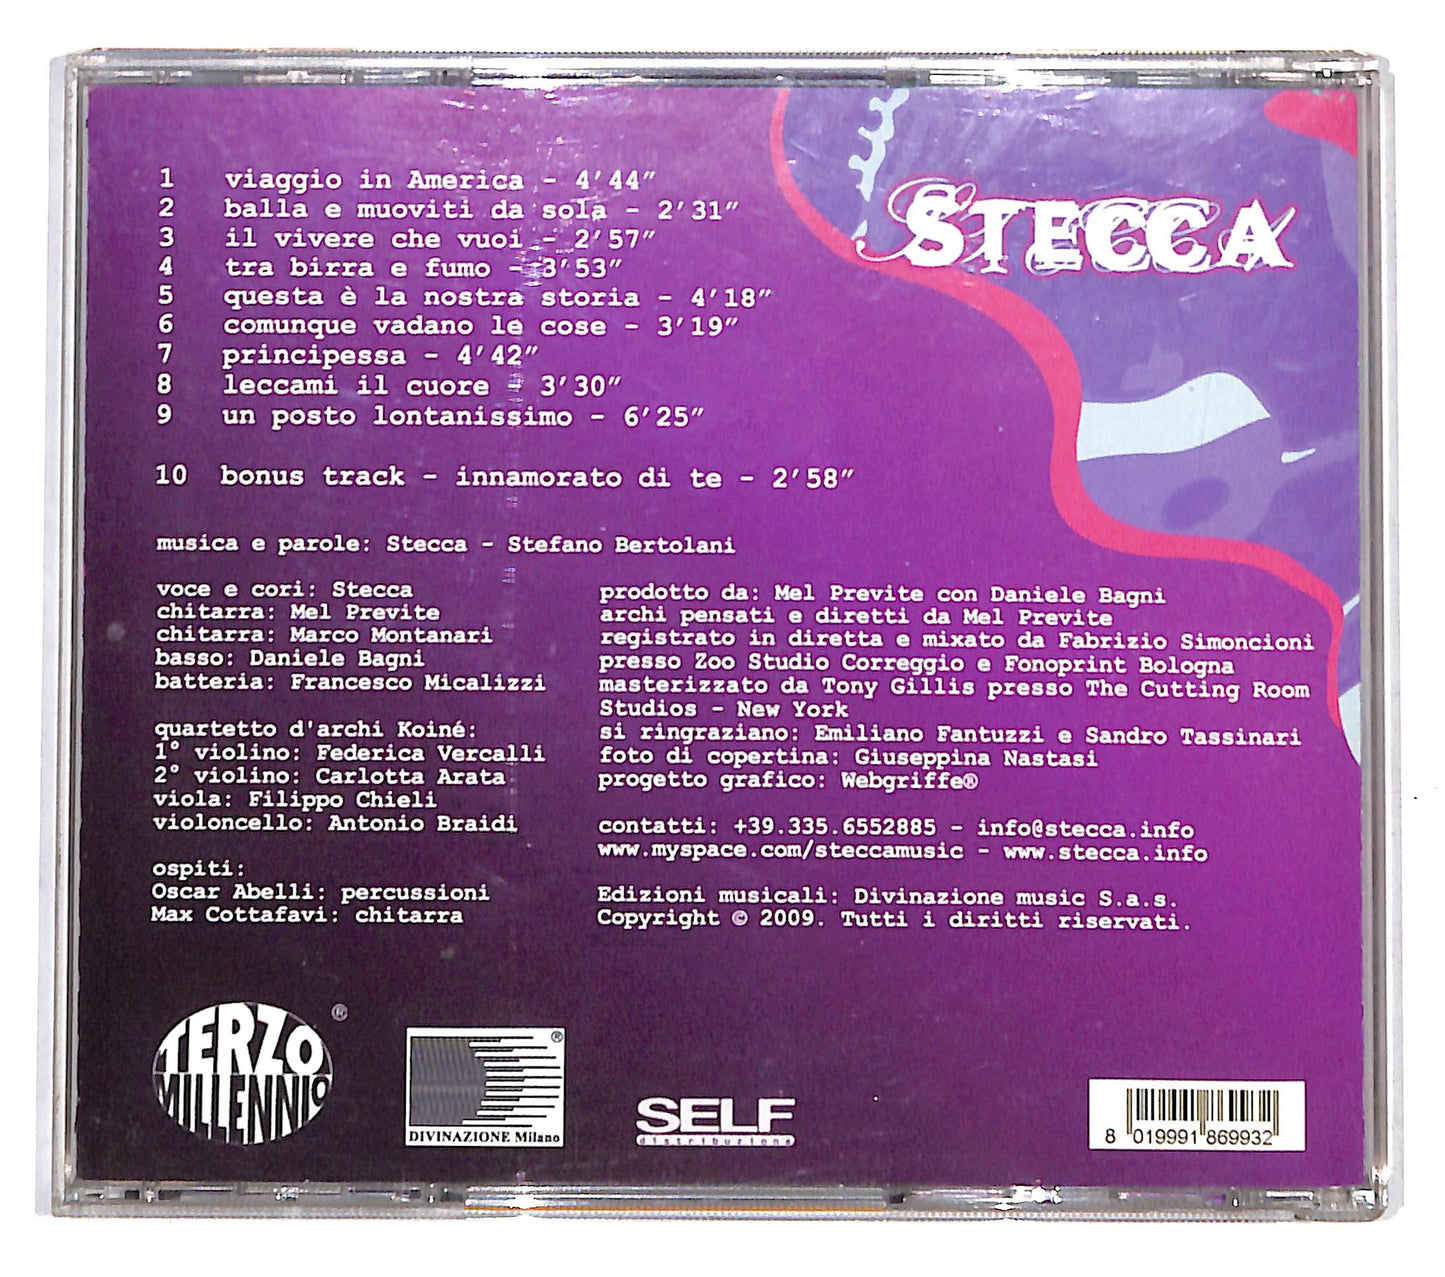 STECCA
1 viaggio in America - 4'44"
2 balla e muoviti da sola - 2'31"
3 il vivere che vuoi - 2'57"
4 tra birra e fumo - 3'53"
5 questa è la nostra storia - 4'18"
6 comunque vadano le cose - 3'19"
7 principessa - 4'42"
8 leccami il cuore - 3'30"
9 un posto lontanissimo - 6'25"
10 bonus track - innamorato di te - 2'58"
musica e parole: Stecca - Stefano Bertolani
voce e cori: Stecca
chitarra: Mel Previte
chitarra: Marco Montanari
basso: Daniele Bagni
batteria: Francesco Micalizzi
quartetto d'archi Koiné:
1° violino: Federica Vercalli
2° violino: Carlotta Arata
viola: Filippo Chieli
violoncello: Antonio Braidi
ospiti:
Oscar Abelli: percussioni
Max Cottafavi: chitarra
prodotto da: Mel Previte con Daniele Bagni
archi pensati e diretti da Mel Previte
registrato in diretta e mixato da Fabrizio Simoncioni
presso Zoo Studio Correggio e Fonoprint Bologna
masterizzato da Tony Gillis presso The Cutting Room
Studios - New York
si ringraziano: Emiliano Fantuzzi e Sandro Tassinari
foto di copertina: Giuseppina Nastasi
progetto grafico: Webgriffe®
contatti: +39.335.6552885 - info@stecca.info
www.myspace.com/steccamusic - www.stecca.info
Edizioni musicali: Divinazione music S.a.s.
Copyright © 2009. Tutti i diritti riservati.
TERZO ®
MILLENNIO
®
DIVINAZIONE Milano
SELF
distribuzione
8 019991 869932